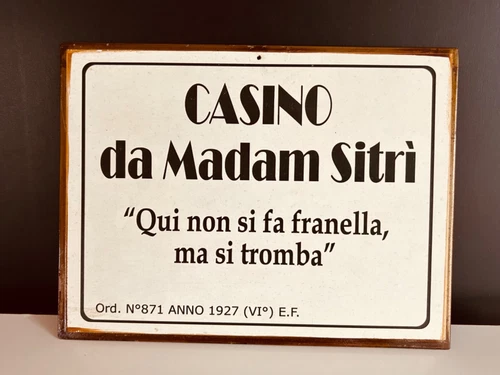 CASINO
da Madam Sitrì
“Qui non si fa franella,
ma si tromba”
Ord. N°871 ANNO 1927 (VI°) E.F.